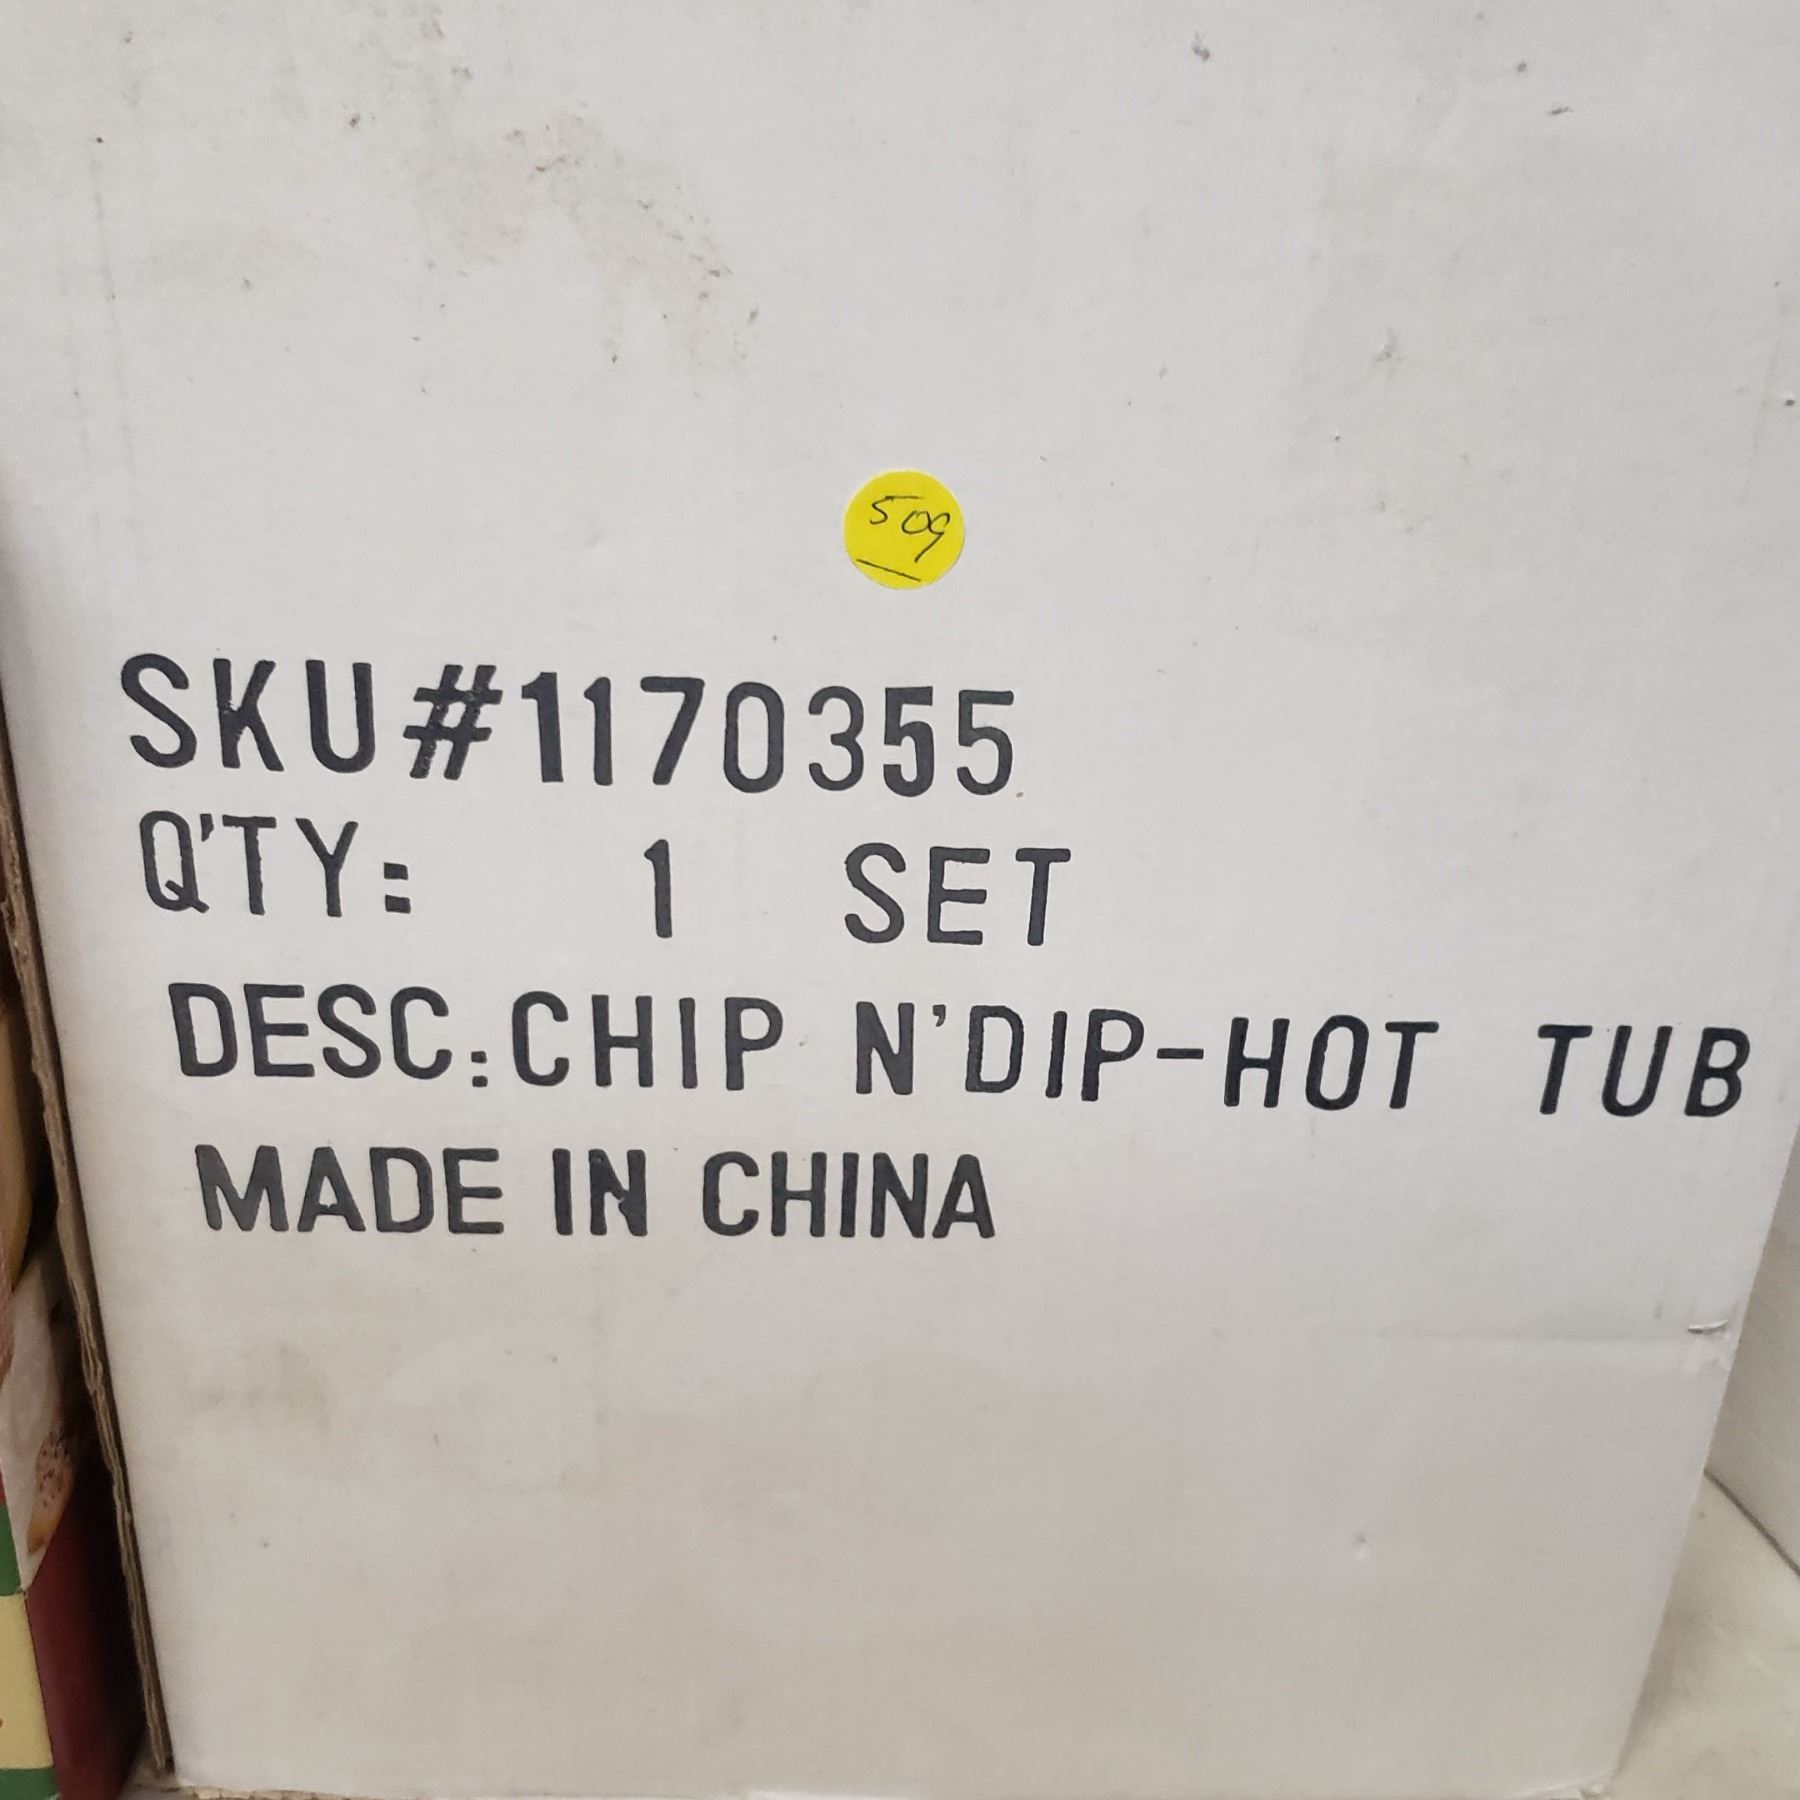 509
SKU#1170355
Q'TY: 1 SET
DESC:CHIP N'DIP-HOT TUB
MADE IN CHINA